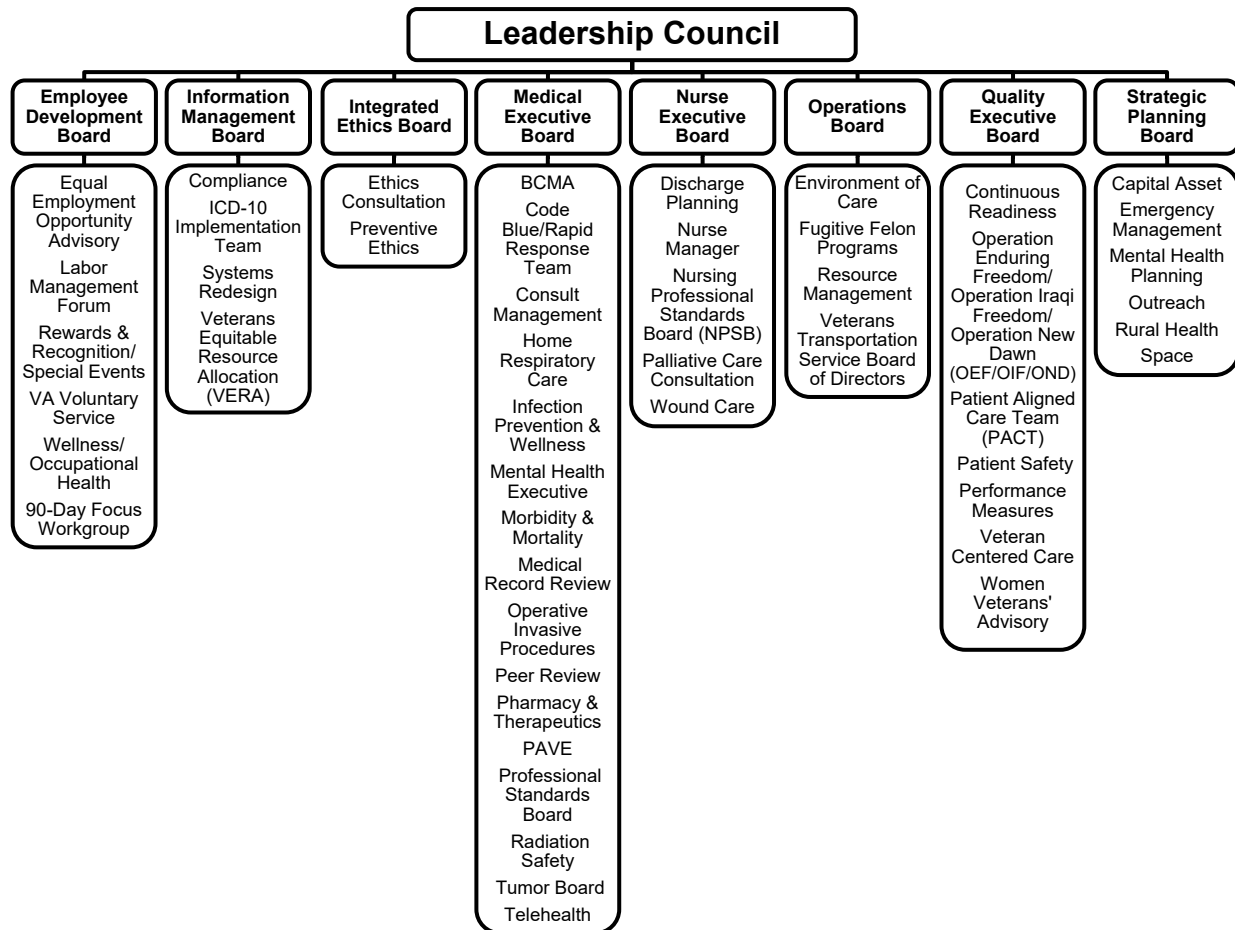 Leadership Council
Employee
Development
Board
Information
Management
Board
Integrated
Ethics Board
Medical
Executive
Board
Nurse
Executive
Board
Operations
Board
Quality
Executive
Board
Strategic
Planning
Board
Equal
Employment
Opportunity
Advisory
Labor
Management
Forum
Rewards &
Recognition/
Special Events
VA Voluntary
Service
Wellness/
Occupational
Health
90-Day Focus
Workgroup
Compliance
ICD-10
Implementation
Team
Systems
Redesign
Veterans
Equitable
Resource
Allocation
(VERA)
Ethics
Consultation
Preventive
Ethics
BCMA
Code
Blue/Rapid
Response
Team
Consult
Management
Home
Respiratory
Care
Infection
Prevention &
Wellness
Mental Health
Executive
Morbidity &
Mortality
Medical
Record Review
Operative
Invasive
Procedures
Peer Review
Pharmacy &
Therapeutics
PAVE
Professional
Standards
Board
Radiation
Safety
Tumor Board
Telehealth
Discharge
Planning
Nurse
Manager
Nursing
Professional
Standards
Board (NPSB)
Palliative Care
Consultation
Wound Care
Environment of
Care
Fugitive Felon
Programs
Resource
Management
Veterans
Transportation
Service Board
of Directors
Continuous
Readiness
Operation
Enduring
Freedom/
Operation Iraqi
Freedom/
Operation New
Dawn
(OEF/OIF/OND)
Patient Aligned
Care Team
(PACT)
Patient Safety
Performance
Measures
Veteran
Centered Care
Women
Veterans'
Advisory
Capital Asset
Emergency
Management
Mental Health
Planning
Outreach
Rural Health
Space